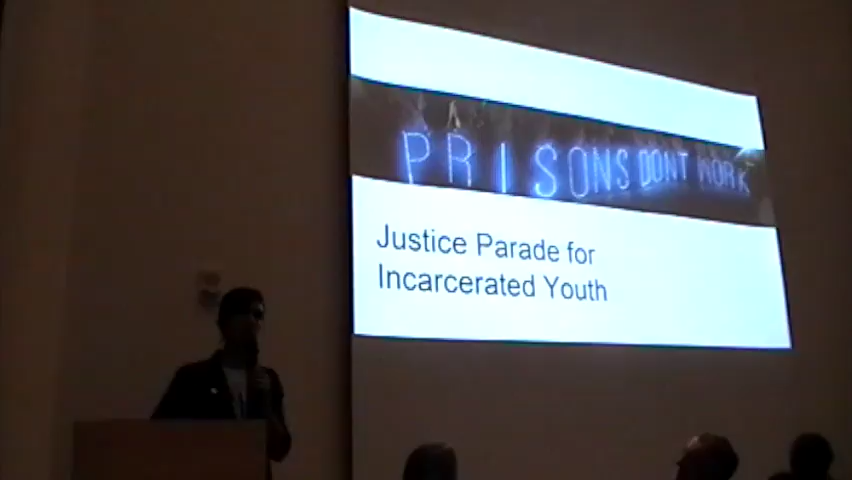 PRISONS DONT WORK
Justice Parade for
Incarcerated Youth